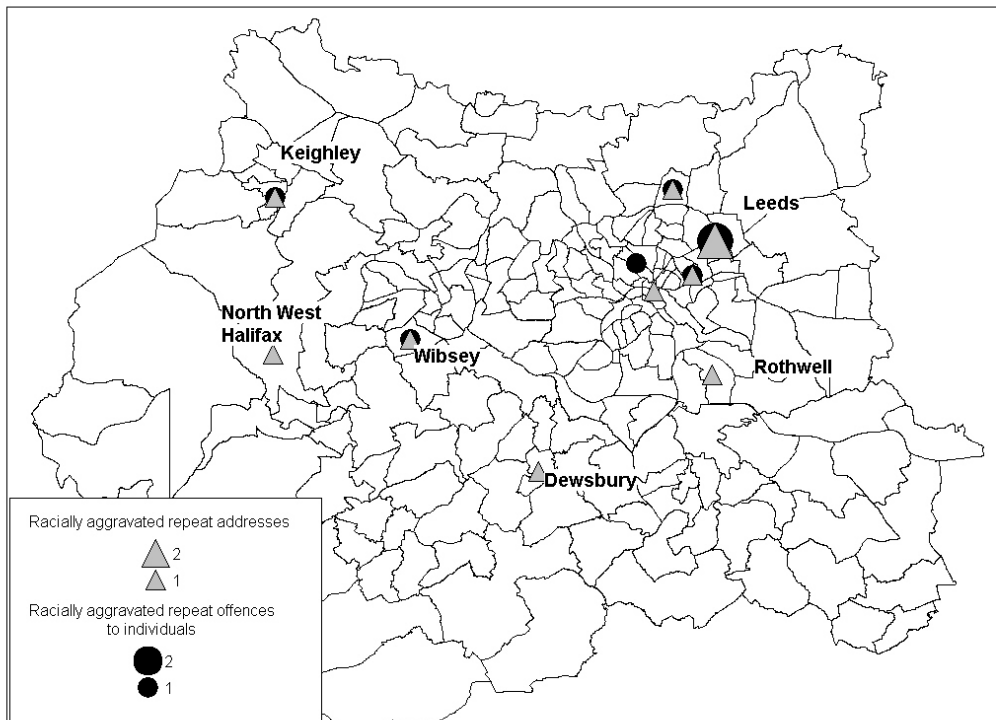 Keighley
Leeds
North West
Halifax
Wibsey
Rothwell
Dewsbury
Racially aggravated repeat addresses
2
1
Racially aggravated repeat offences
to individuals
2
1